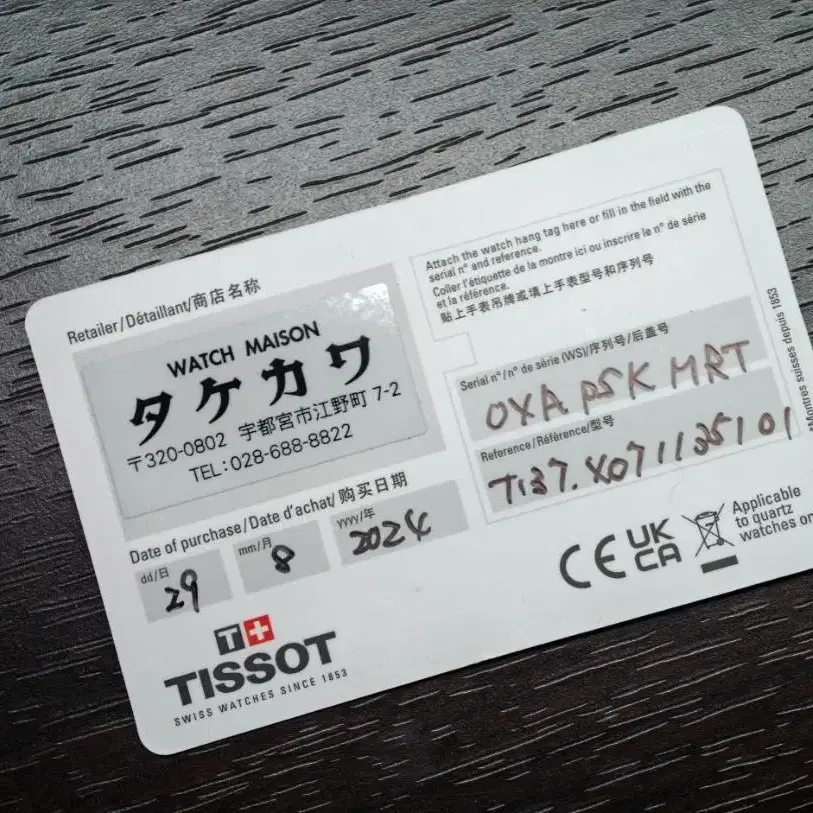 Retailer/Détaillant/商店名称
WATCH MAISON
タケカワ
〒320-0802 宇都宮市江野町 7-2
TEL:028-688-8822
Date of purchase/Date d'achat/购买日期
dd/日
mm/月
yyyy/年
29
8
2024
T+
TISSOT
SWISS WATCHES SINCE 1853
Attach the watch hang tag here or fill in the field with the
serial n° and reference.
Coller l'étiquette de la montre ici ou inscrire le n° de série
et la référence.
贴上手表吊牌或填上手表型号和序列号
Serial n°/n° de série (WS)/序列号/后盖号
OXA PSK MRT
Reference/Référence/型号
T137.X071135101
CE UK
CA
Applicable
to quartz
watches on
*Montres suisses depuis 1853